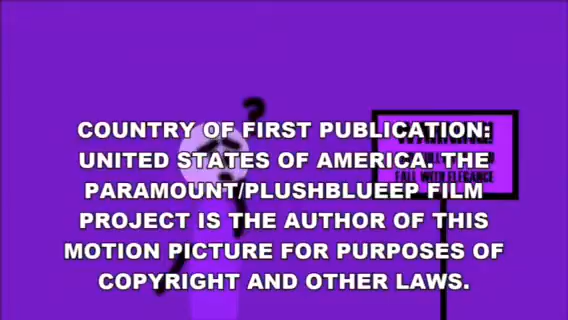 ?
WARNING!
COUNTRY OF FIRST PUBLICATION:
UNITED STATES OF AMERICA. THE
FALL WITH ELEGANCE
PARAMOUNT/PLUSHBLUEEP FILM
PROJECT IS THE AUTHOR OF THIS
MOTION PICTURE FOR PURPOSES OF
COPYRIGHT AND OTHER LAWS.